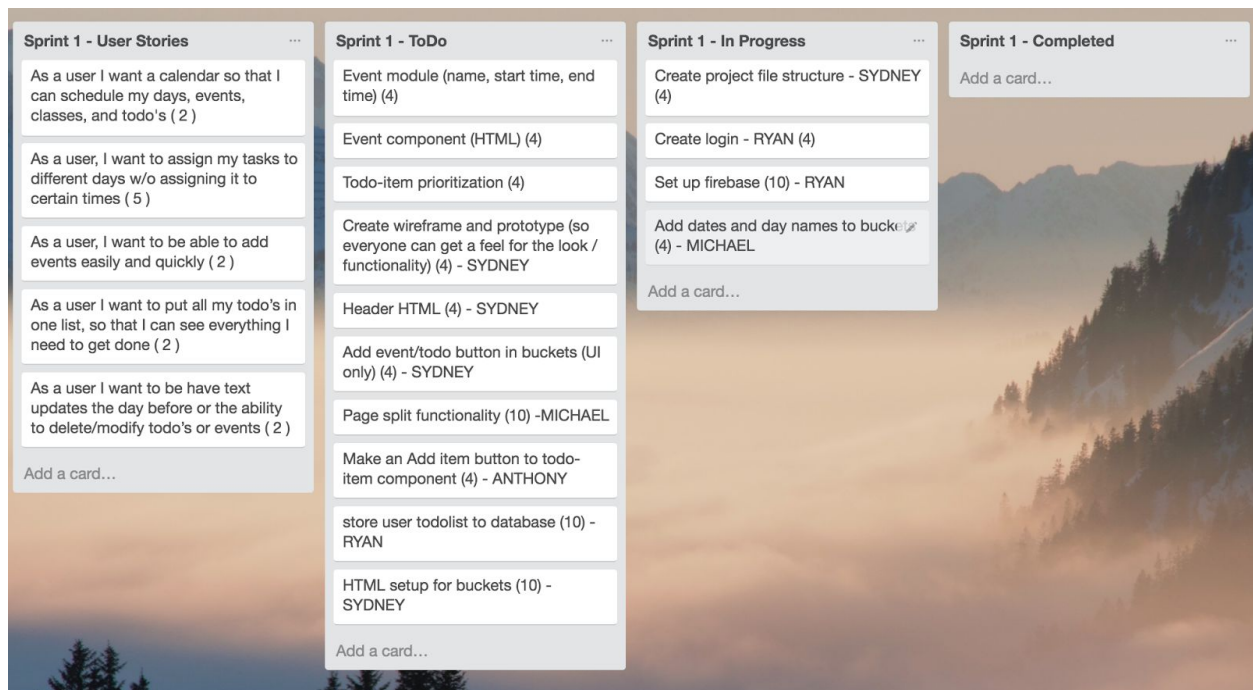 Sprint 1 - User Stories
As a user I want a calendar so that I
can schedule my days, events,
classes, and todo's ( 2 )
As a user, I want to assign my tasks to
different days w/o assigning it to
certain times ( 5 )
As a user, I want to be able to add
events easily and quickly ( 2 )
As a user I want to put all my todo’s in
one list, so that I can see everything I
need to get done ( 2 )
As a user I want to be have text
updates the day before or the ability
to delete/modify todo’s or events ( 2 )
Add a card…
Sprint 1 - ToDo
Event module (name, start time, end
time) (4)
Event component (HTML) (4)
Todo-item prioritization (4)
Create wireframe and prototype (so
everyone can get a feel for the look /
functionality) (4) - SYDNEY
Header HTML (4) - SYDNEY
Add event/todo button in buckets (UI
only) (4) - SYDNEY
Page split functionality (10) -MICHAEL
Make an Add item button to todo-
item component (4) - ANTHONY
store user todolist to database (10) -
RYAN
HTML setup for buckets (10) -
SYDNEY
Add a card…
Sprint 1 - In Progress
Create project file structure - SYDNEY
(4)
Create login - RYAN (4)
Set up firebase (10) - RYAN
Add dates and day names to buckets
(4) - MICHAEL
Add a card…
Sprint 1 - Completed
Add a card…